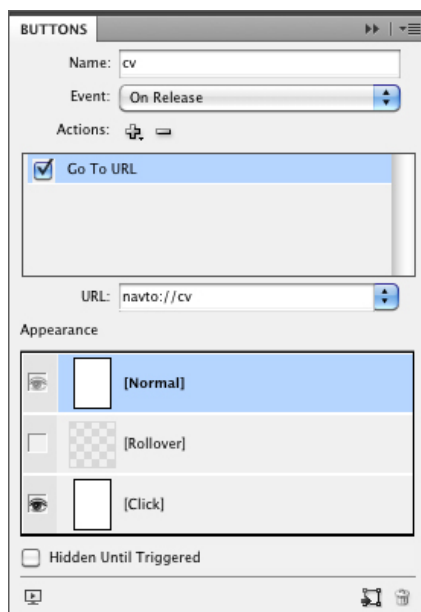 BUTTONS
Name: cv
Event: On Release
Actions:
Go To URL
URL: navto://cv
Appearance
[Normal]
[Rollover]
[Click]
Hidden Until Triggered